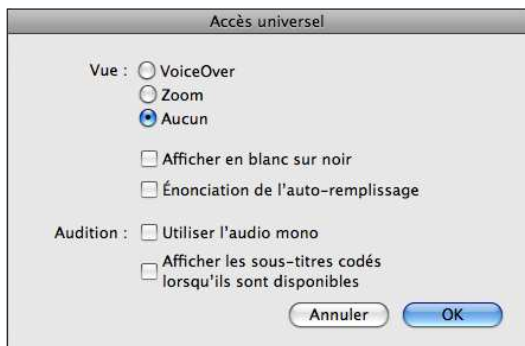 Accès universel
Vue : VoiceOver
Zoom
Aucun
Afficher en blanc sur noir
Énonciation de l'auto-remplissage
Audition : Utiliser l'audio mono
Afficher les sous-titres codés
lorsqu'ils sont disponibles
Annuler OK